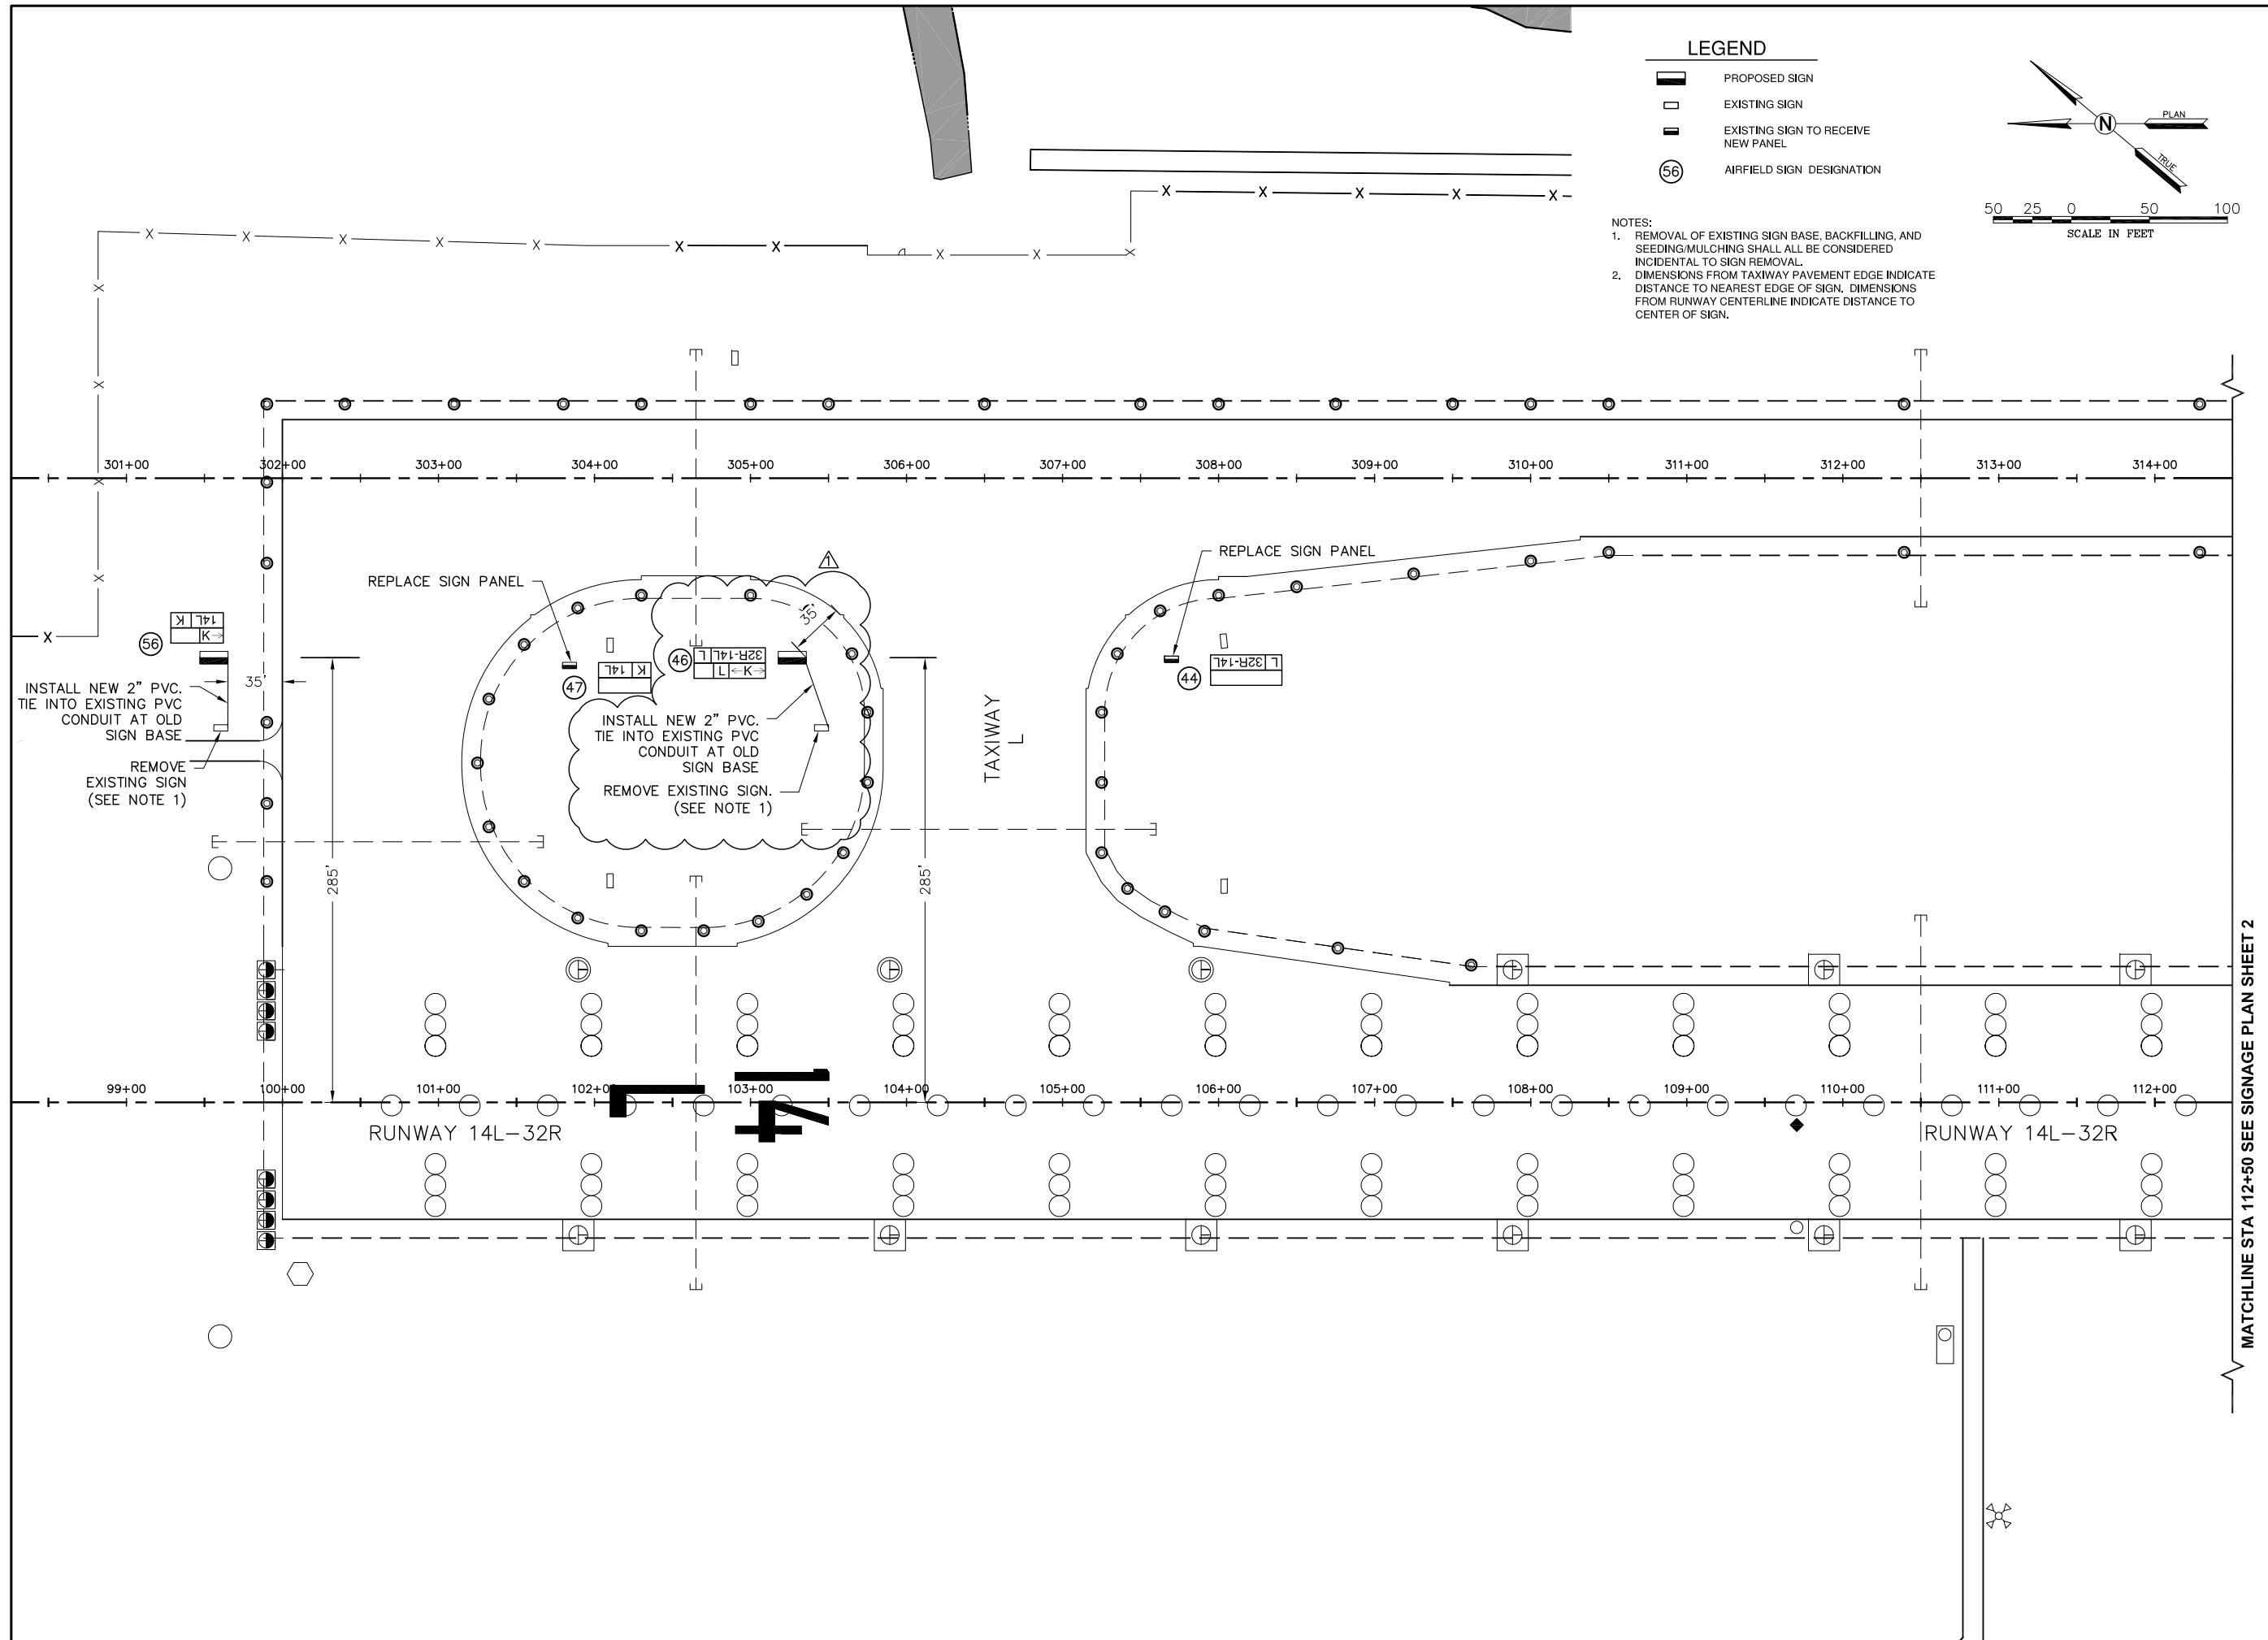 LEGEND
PROPOSED SIGN
EXISTING SIGN
EXISTING SIGN TO RECEIVE
NEW PANEL
56
AIRFIELD SIGN DESIGNATION
N
PLAN
TRUE
50 25 0 50 100
SCALE IN FEET
NOTES:
1. REMOVAL OF EXISTING SIGN BASE, BACKFILLING, AND
SEEDING/MULCHING SHALL ALL BE CONSIDERED
INCIDENTAL TO SIGN REMOVAL.
2. DIMENSIONS FROM TAXIWAY PAVEMENT EDGE INDICATE
DISTANCE TO NEAREST EDGE OF SIGN. DIMENSIONS
FROM RUNWAY CENTERLINE INDICATE DISTANCE TO
CENTER OF SIGN.
X X X X X
X X X X X X X X X
X
X
X
X
X
301+00 302+00 303+00 304+00 305+00 306+00 307+00 308+00 309+00 310+00 311+00 312+00 313+00 314+00
1
REPLACE SIGN PANEL
REPLACE SIGN PANEL
35'
14L K
K→
56
46
32R-14L L
L ←K→
47
K 14L
44
L 32R-14L
35'
INSTALL NEW 2" PVC.
TIE INTO EXISTING PVC
CONDUIT AT OLD
SIGN BASE
REMOVE
EXISTING SIGN
(SEE NOTE 1)
INSTALL NEW 2" PVC.
TIE INTO EXISTING PVC
CONDUIT AT OLD
SIGN BASE
REMOVE EXISTING SIGN.
(SEE NOTE 1)
TAXIWAY
L
285'
285'
99+00 100+00 101+00 102+00 103+00 104+00 105+00 106+00 107+00 108+00 109+00 110+00 111+00 112+00
L
14
RUNWAY 14L-32R
RUNWAY 14L-32R
MATCHLINE STA 112+50 SEE SIGNAGE PLAN SHEET 2